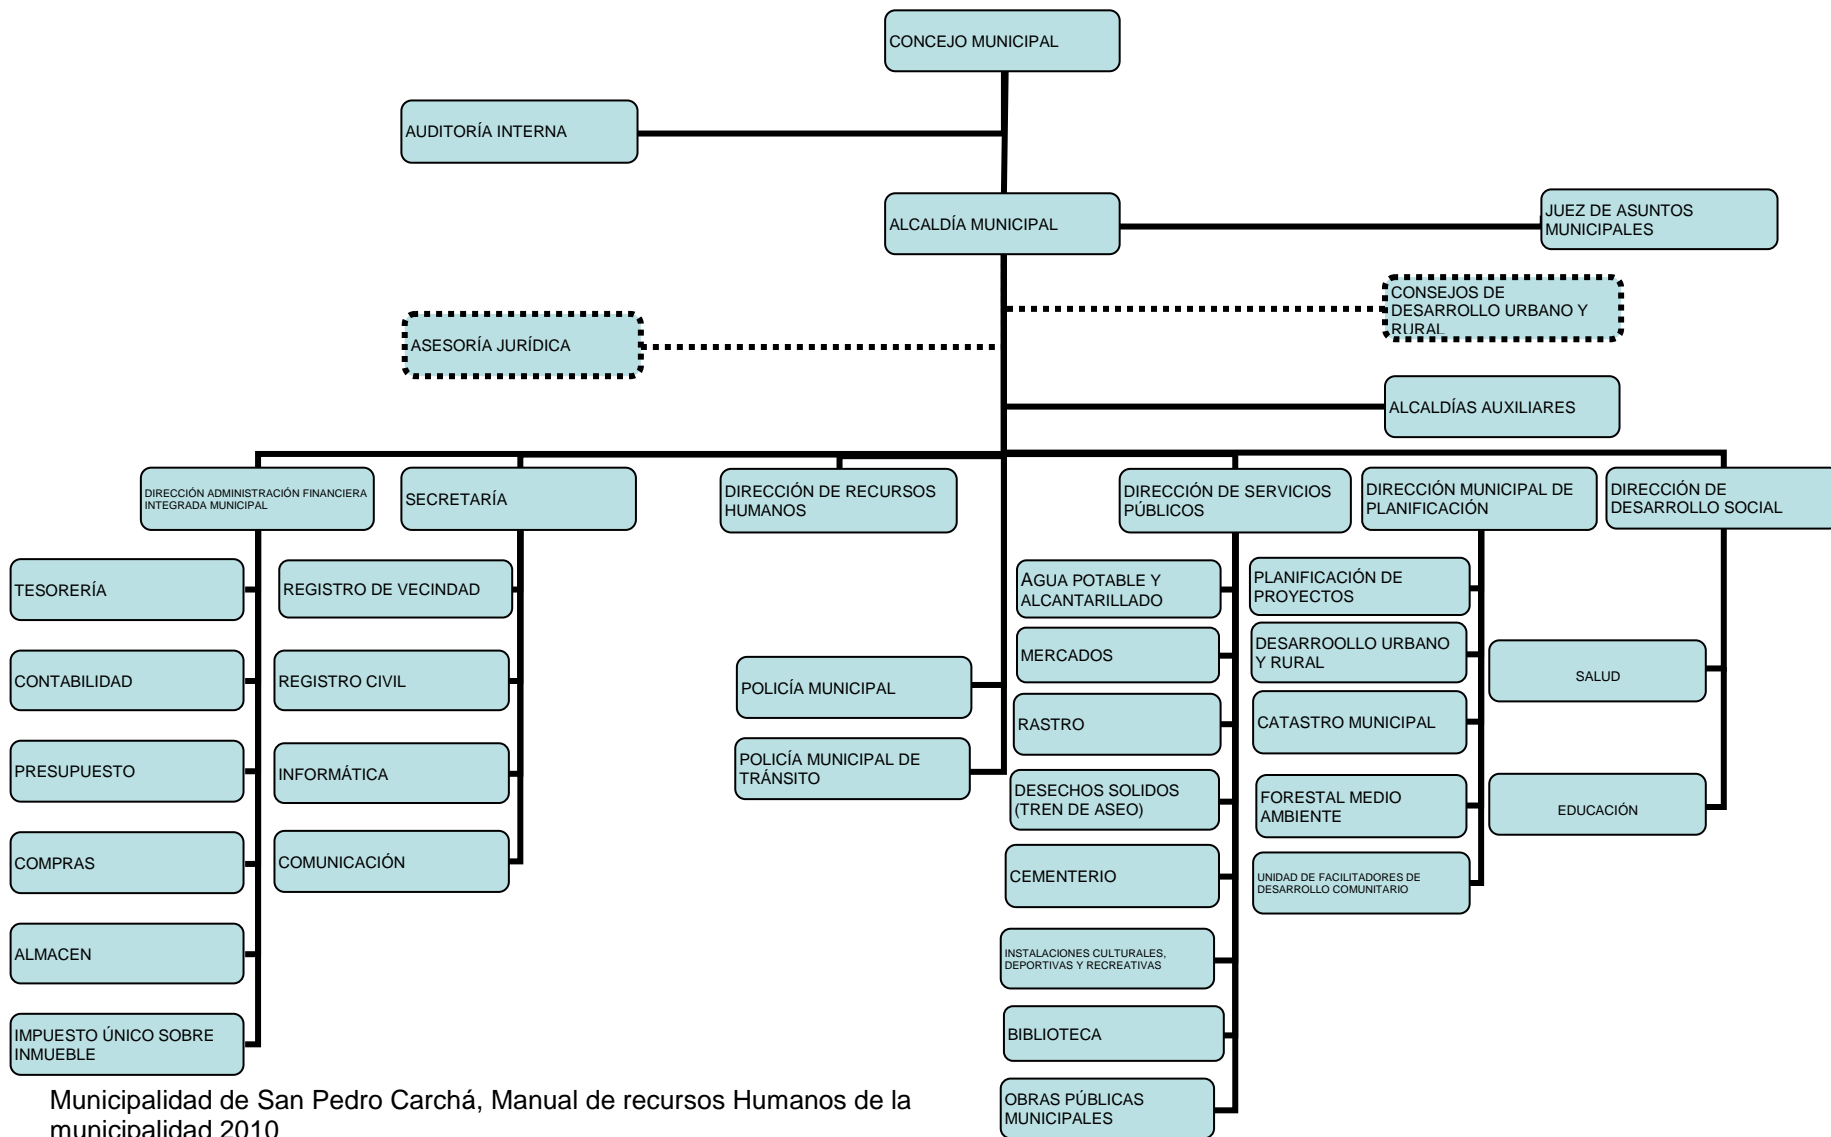 CONCEJO MUNICIPAL
AUDITORÍA INTERNA
ALCALDÍA MUNICIPAL
JUEZ DE ASUNTOS
MUNICIPALES
CONSEJOS DE
DESARROLLO URBANO Y
RURAL
ASESORÍA JURÍDICA
ALCALDÍAS AUXILIARES
DIRECCIÓN ADMINISTRACIÓN FINANCIERA
INTEGRADA MUNICIPAL
SECRETARÍA
DIRECCIÓN DE RECURSOS
HUMANOS
DIRECCIÓN DE SERVICIOS
PÚBLICOS
DIRECCIÓN MUNICIPAL DE
PLANIFICACIÓN
DIRECCIÓN DE
DESARROLLO SOCIAL
TESORERÍA
CONTABILIDAD
PRESUPUESTO
COMPRAS
ALMACEN
IMPUESTO ÚNICO SOBRE
INMUEBLE
REGISTRO DE VECINDAD
REGISTRO CIVIL
INFORMÁTICA
COMUNICACIÓN
POLICÍA MUNICIPAL
POLICÍA MUNICIPAL DE
TRÁNSITO
AGUA POTABLE Y
ALCANTARILLADO
MERCADOS
RASTRO
DESECHOS SOLIDOS
(TREN DE ASEO)
CEMENTERIO
INSTALACIONES CULTURALES,
DEPORTIVAS Y RECREATIVAS
BIBLIOTECA
OBRAS PÚBLICAS
MUNICIPALES
PLANIFICACIÓN DE
PROYECTOS
DESARROOLLO URBANO
Y RURAL
CATASTRO MUNICIPAL
FORESTAL MEDIO
AMBIENTE
UNIDAD DE FACILITADORES DE
DESARROLLO COMUNITARIO
SALUD
EDUCACIÓN
Municipalidad de San Pedro Carchá, Manual de recursos Humanos de la
municipalidad 2010